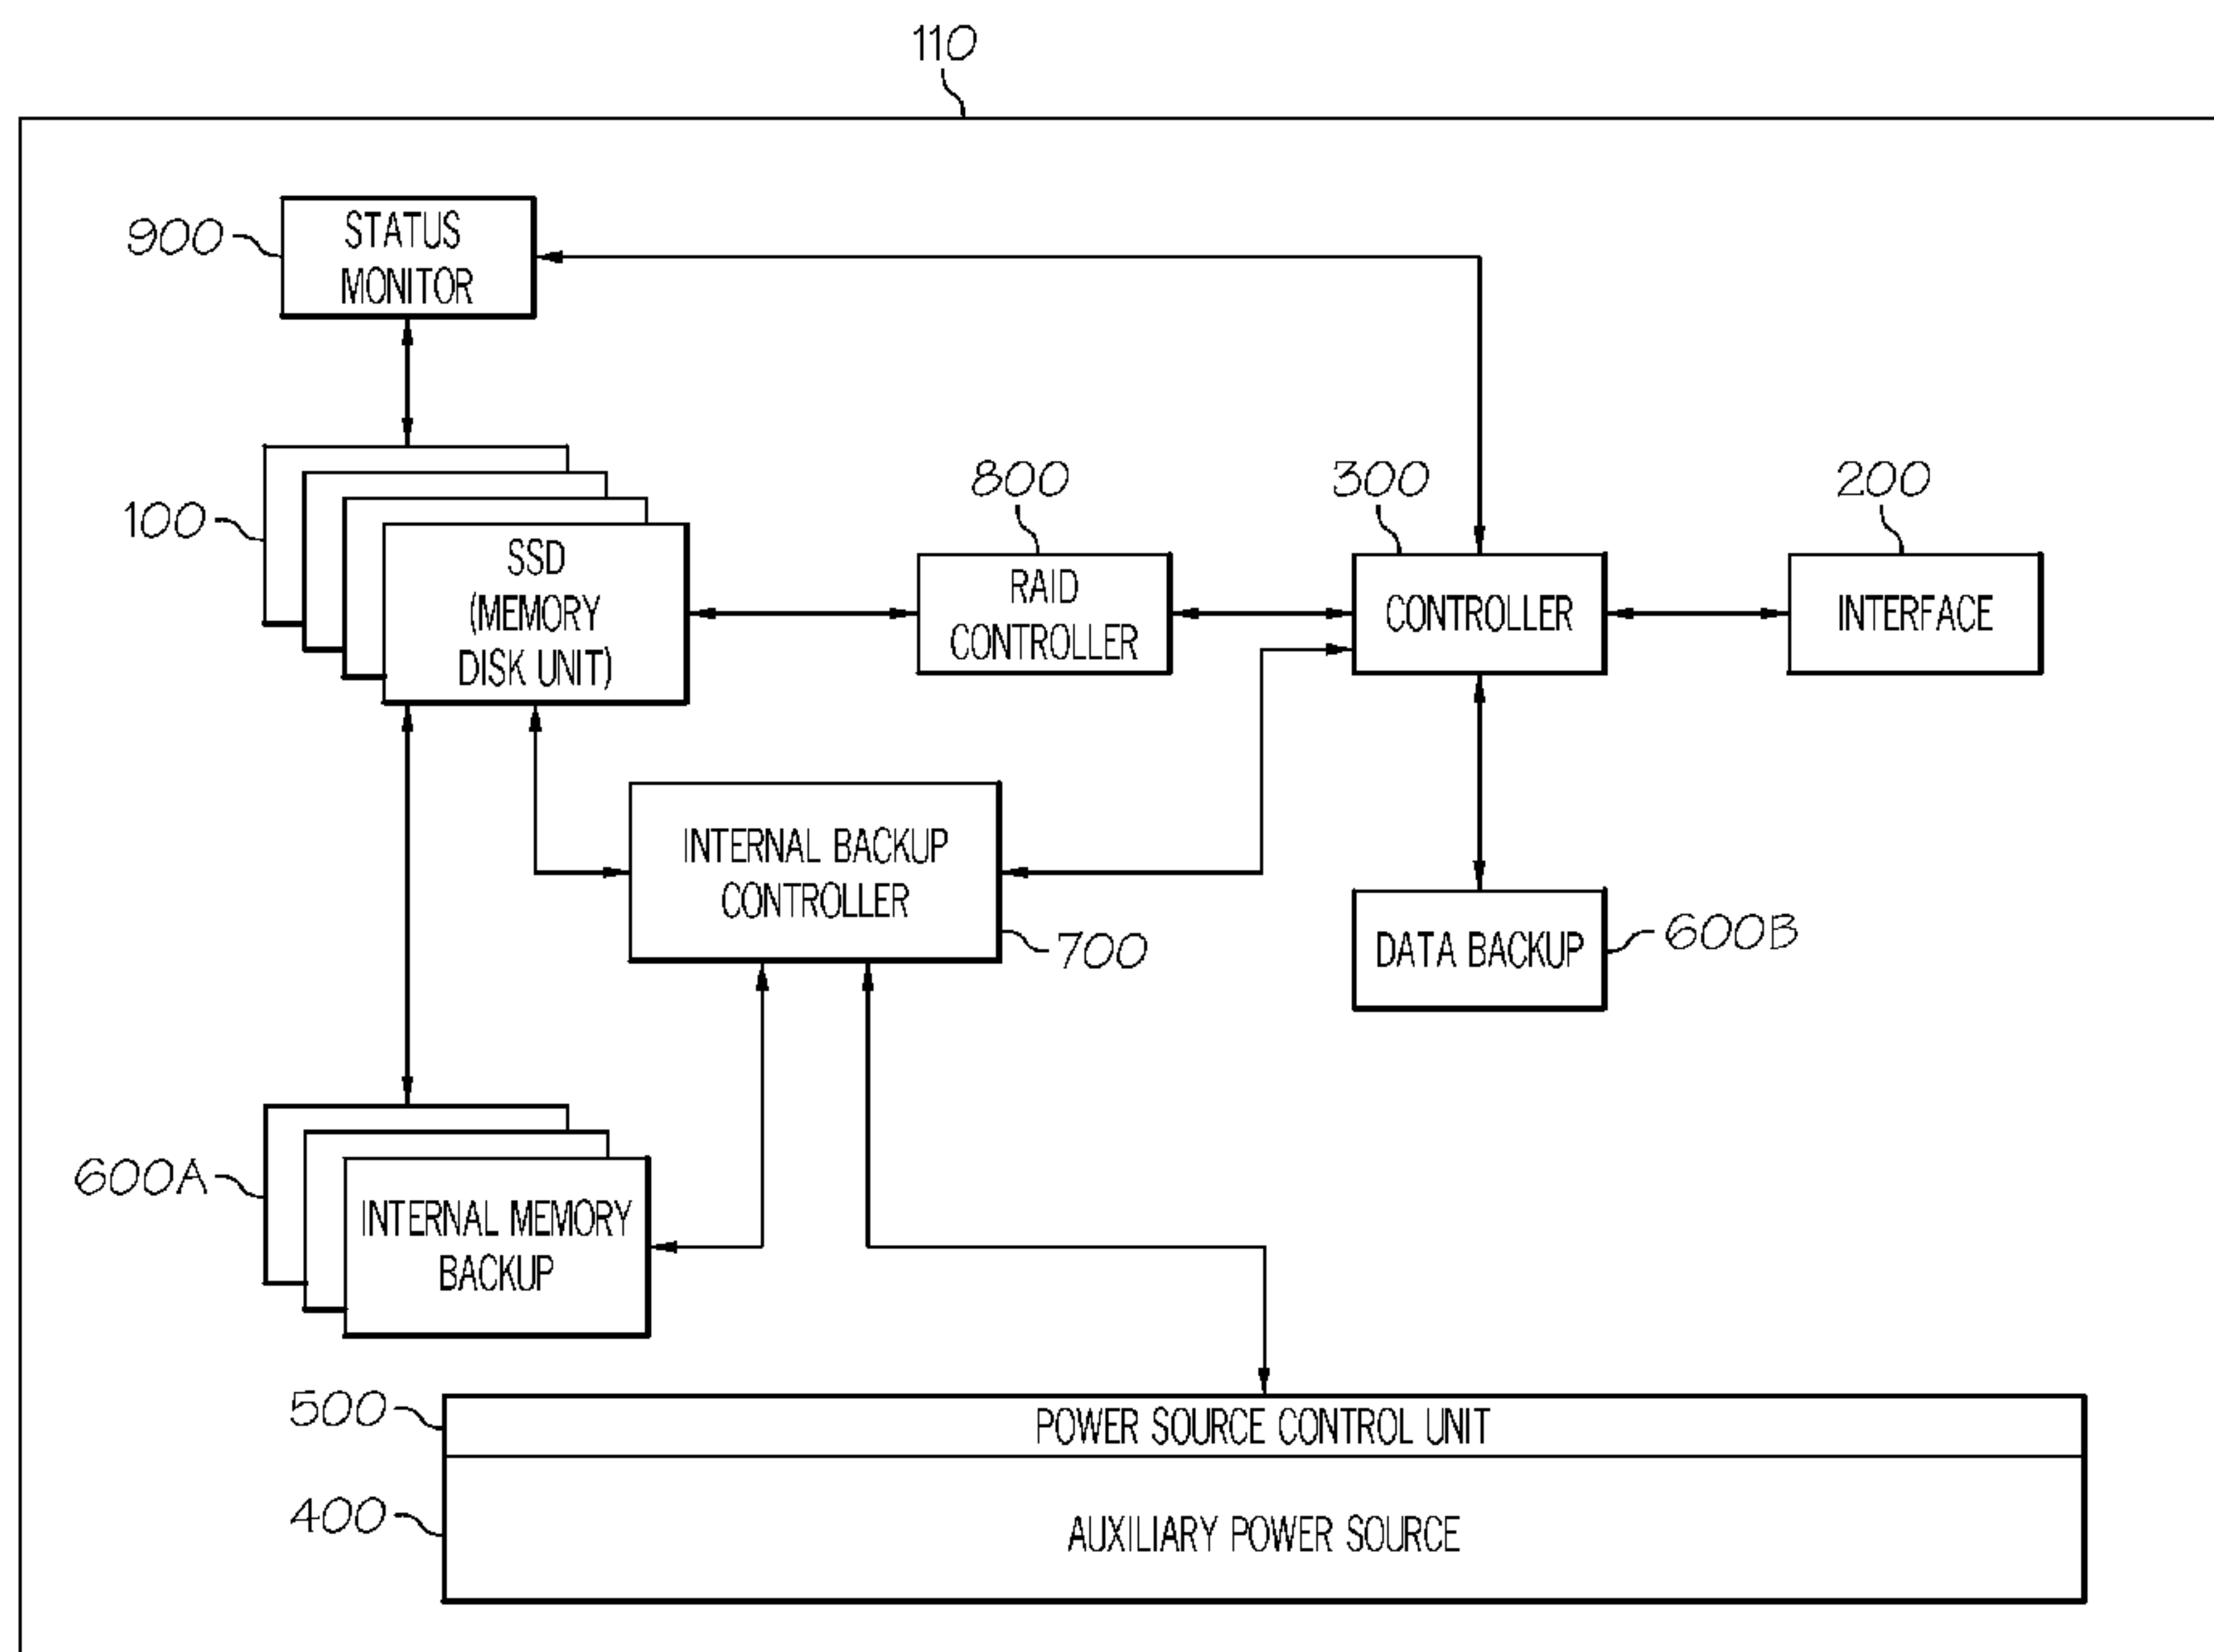 110
900
STATUS
MONITOR
100
SSD
(MEMORY
DISK UNIT)
800
RAID
CONTROLLER
300
CONTROLLER
200
INTERFACE
INTERNAL BACKUP
CONTROLLER
700
DATA BACKUP
600B
600A
INTERNAL MEMORY
BACKUP
500
POWER SOURCE CONTROL UNIT
400
AUXILIARY POWER SOURCE